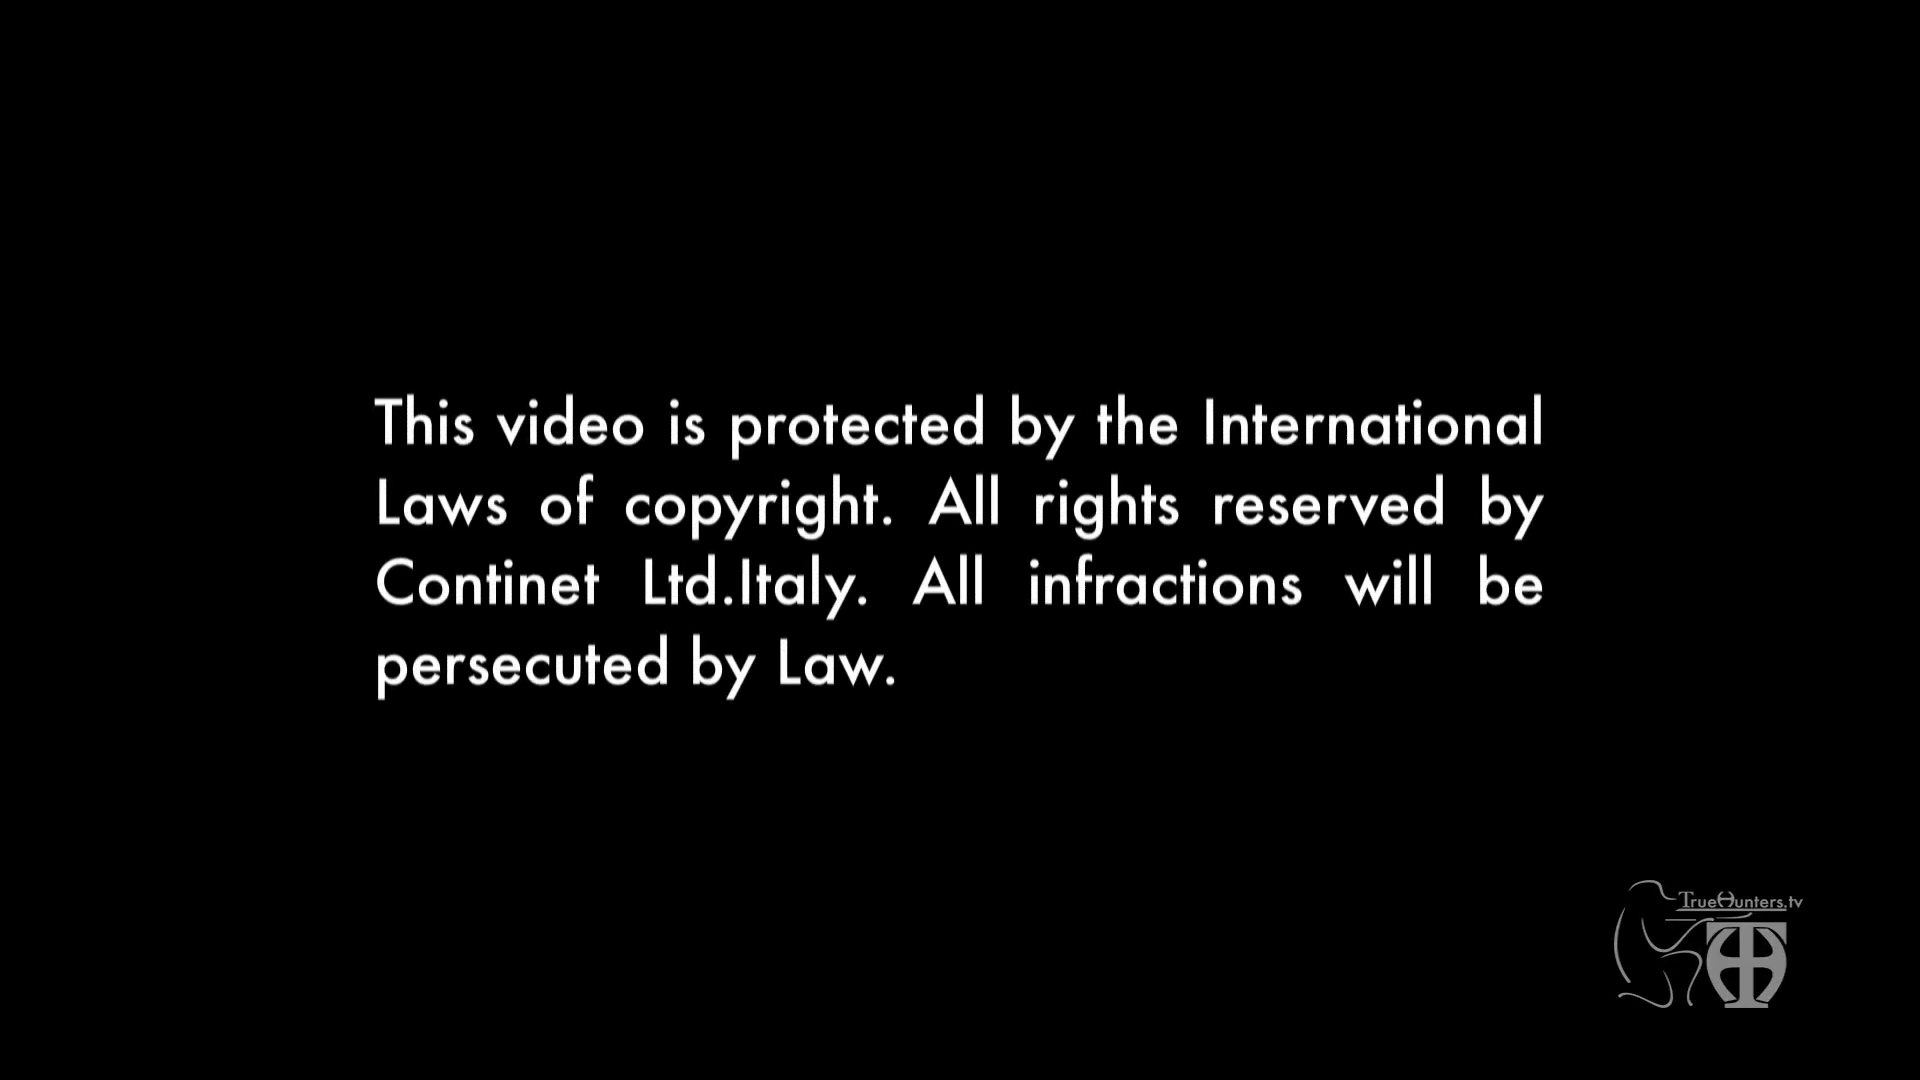 This video is protected by the International
Laws of copyright. All rights reserved by
Continet Ltd.Italy. All infractions will be
persecuted by Law.
TrueHunters.tv
TH